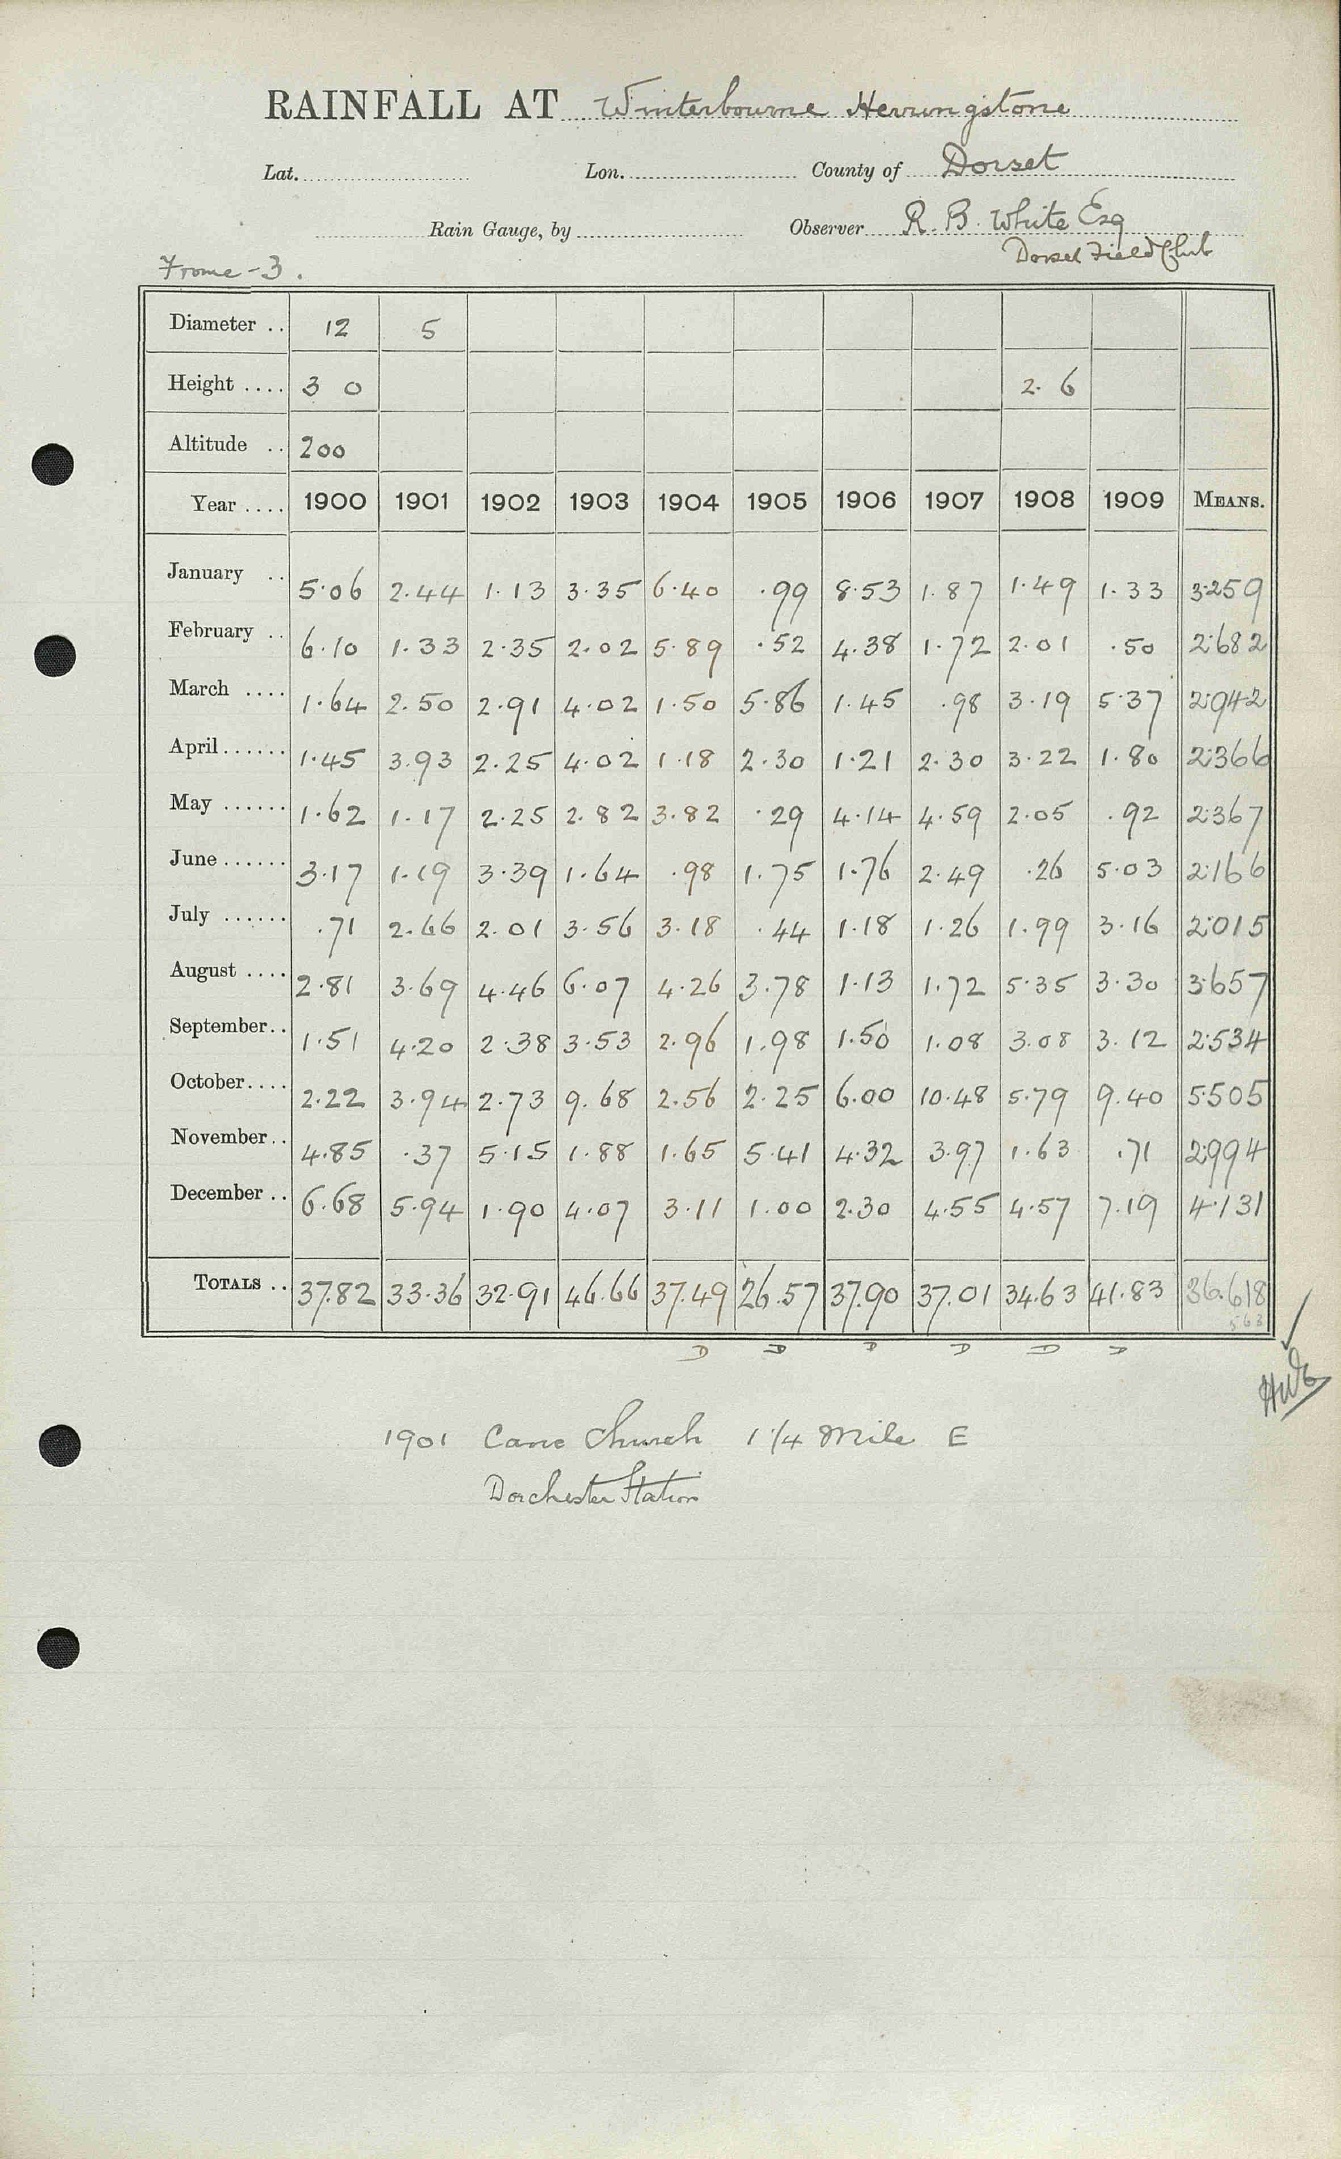 RAINFALL AT Winterbourne Herringstone
Lat. Lon. County of Dorset
Rain Gauge, by Observer R. B. White Esq
Dorset Field Club
Frome - 3.
Diameter .. 12 5
Height .... 3 0 2. 6
Altitude .. 200
Year .... 1900 1901 1902 1903 1904 1905 1906 1907 1908 1909 MEANS.
January .. 5.06 2.44 1.13 3.35 6.40 .99 8.53 1.87 1.49 1.33 3.259
February .. 6.10 1.33 2.35 2.02 5.89 .52 4.38 1.72 2.01 .50 2.682
March .... 1.64 2.50 2.91 4.02 1.50 5.86 1.45 .98 3.19 5.37 2.942
April ...... 1.45 3.93 2.25 4.02 1.18 2.30 1.21 2.30 3.22 1.80 2.366
May ...... 1.62 1.17 2.25 2.82 3.82 .29 4.14 4.59 2.05 .92 2.367
June ...... 3.17 1.19 3.39 1.64 .98 1.75 1.76 2.49 .26 5.03 2.166
July ...... .71 2.66 2.01 3.56 3.18 .44 1.18 1.26 1.99 3.16 2.015
August .... 2.81 3.69 4.46 6.07 4.26 3.78 1.13 1.72 5.35 3.30 3.657
September .. 1.51 4.20 2.38 3.53 2.96 1.98 1.50 1.08 3.08 3.12 2.534
October .... 2.22 3.94 2.73 9.68 2.56 2.25 6.00 10.48 5.79 9.40 5.505
November .. 4.85 .37 5.15 1.88 1.65 5.41 4.32 3.97 1.63 .71 2.994
December .. 6.68 5.94 1.90 4.07 3.11 1.00 2.30 4.55 4.57 7.19 4.131
TOTALS .. 37.82 33.36 32.91 46.66 37.49 26.57 37.90 37.01 34.63 41.83 36.618
D D D D D D
1901 Came Church 1 1/4 Mile E
Dorchester Station